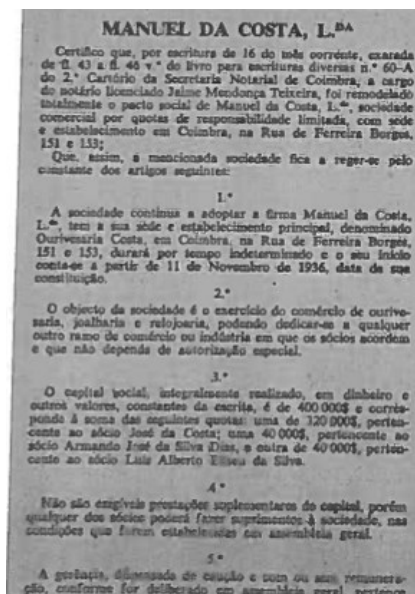 MANUEL DA COSTA, L.DA
Certifico que, por escritura de 16 do mês corrente, exarada
de fl. 43 a fl. 46 v.º do livro para escrituras diversas n.º 60-A
do 2.º Cartório da Secretaria Notarial de Coimbra, a cargo
do notário licenciado Jaime Mendonça Teixeira, foi remodelado
totalmente o pacto social de Manuel da Costa, L.da, sociedade
comercial por quotas de responsabilidade limitada, com sede
e estabelecimento em Coimbra, na Rua de Ferreira Borges,
151 e 153;
Que, assim, a mencionada sociedade fica a reger-se pelo
constante dos artigos seguintes:
1.º
A sociedade continua a adoptar a firma Manuel da Costa,
L.da, tem a sua sede e estabelecimento principal, denominado
Ourivesaria Costa, em Coimbra, na Rua de Ferreira Borges,
151 e 153, durará por tempo indeterminado e o seu início
conta-se a partir de 11 de Novembro de 1936, data da sua
constituição.
2.º
O objecto da sociedade é o exercício do comércio de ourive-
saria, joalharia e relojoaria, podendo dedicar-se a qualquer
outro ramo de comércio ou indústria em que os sócios acordem
e que não dependa de autorização especial.
3.º
O capital social, integralmente realizado, em dinheiro e
outros valores, constantes da escrita, é de 400 000$ e corres-
ponde à soma das seguintes quotas: uma de 320 000$, perten-
cente ao sócio José da Costa; uma 40 000$, pertencente ao
sócio Armando José da Silva Dias, e outra de 40 000$, perten-
cente ao sócio Luís Alberto Eliseu da Silva.
4.º
Não são exigíveis prestações suplementares de capital, porém
qualquer dos sócios poderá fazer suprimentos à sociedade, nas
condições que forem estabelecidas em assembleia geral.
5.º
A gerência, dispensada de caução e com ou sem remunera-
ção, conforme for deliberado em assembleia geral, pertence